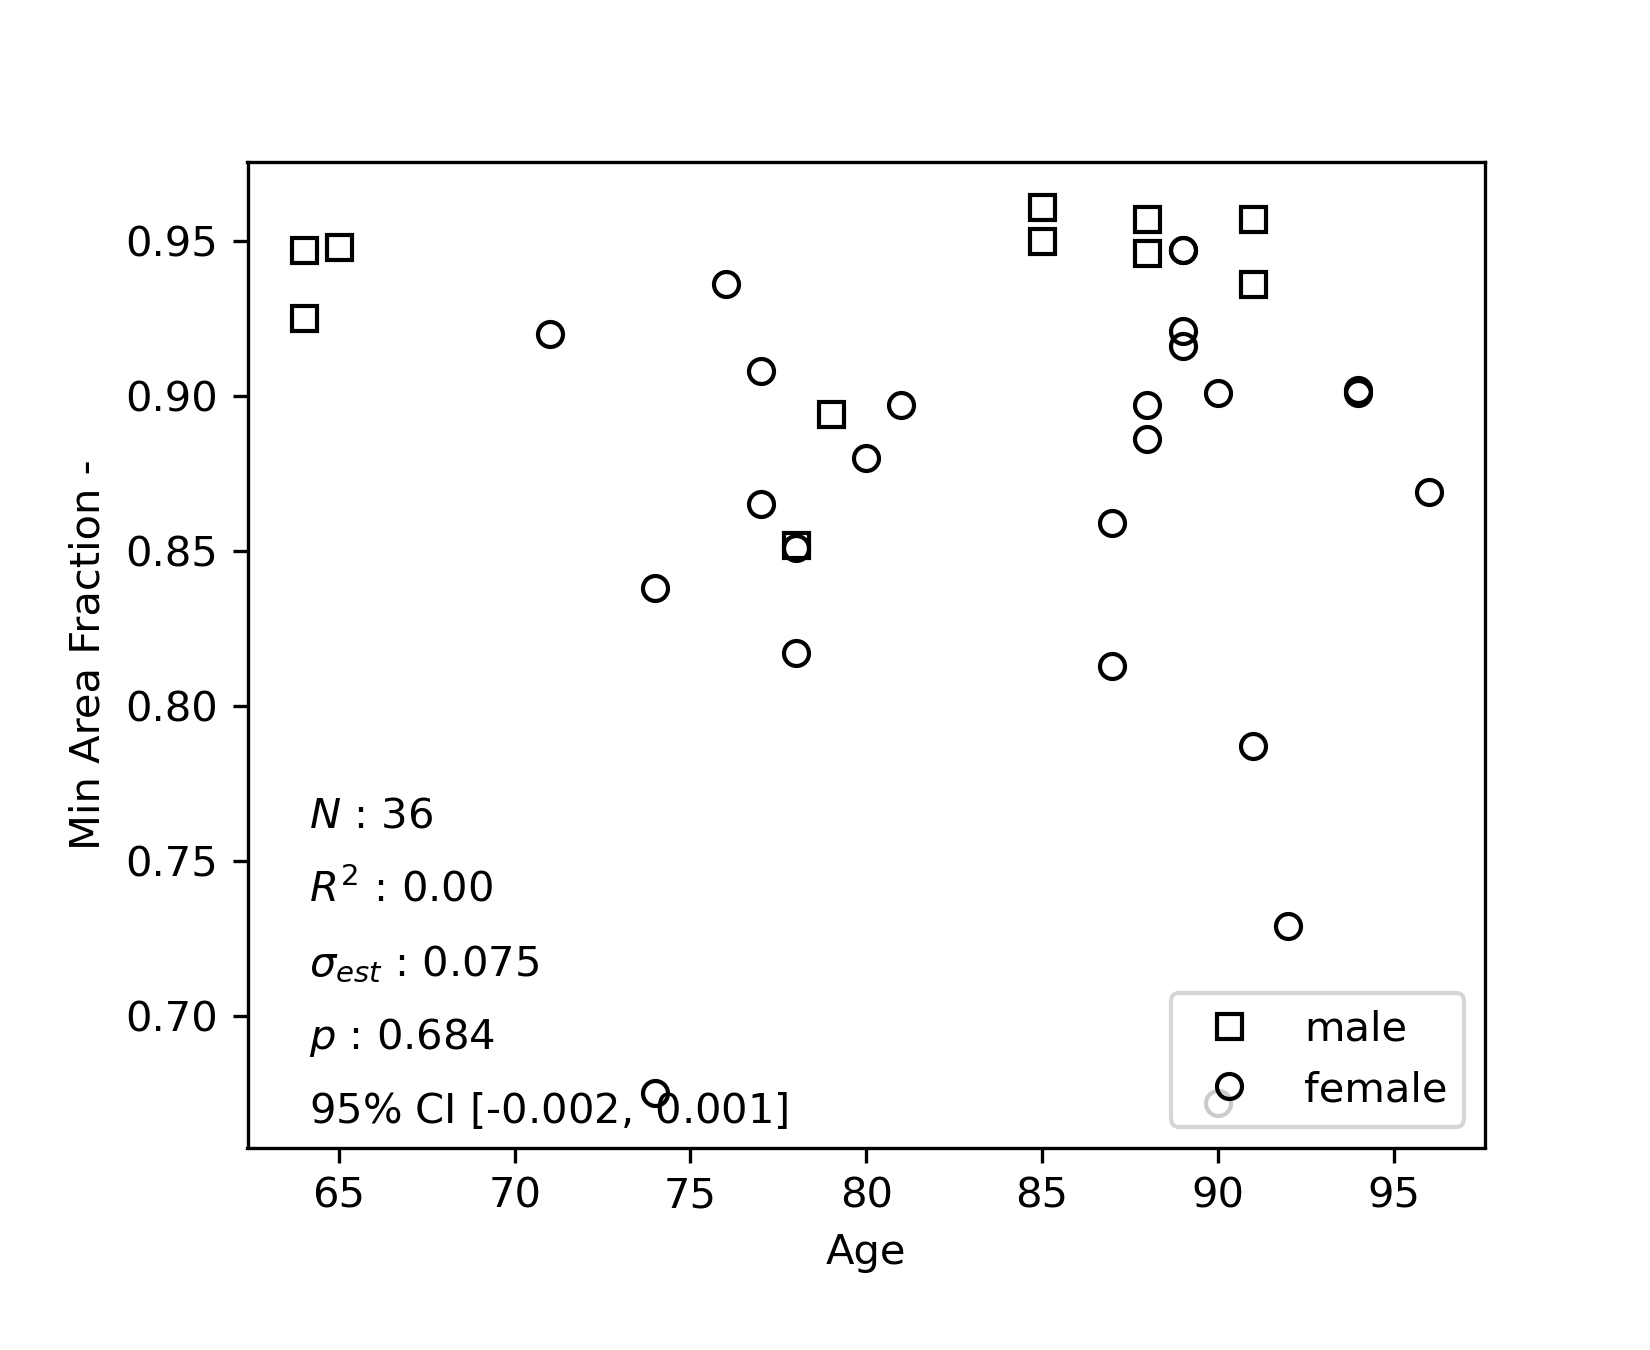 0.95
0.90
0.85
0.80
0.75
0.70
Min Area Fraction -
N : 36
R² : 0.00
σest : 0.075
p : 0.684
95% CI [-0.002, 0.001]
male
female
65 70 75 80 85 90 95
Age